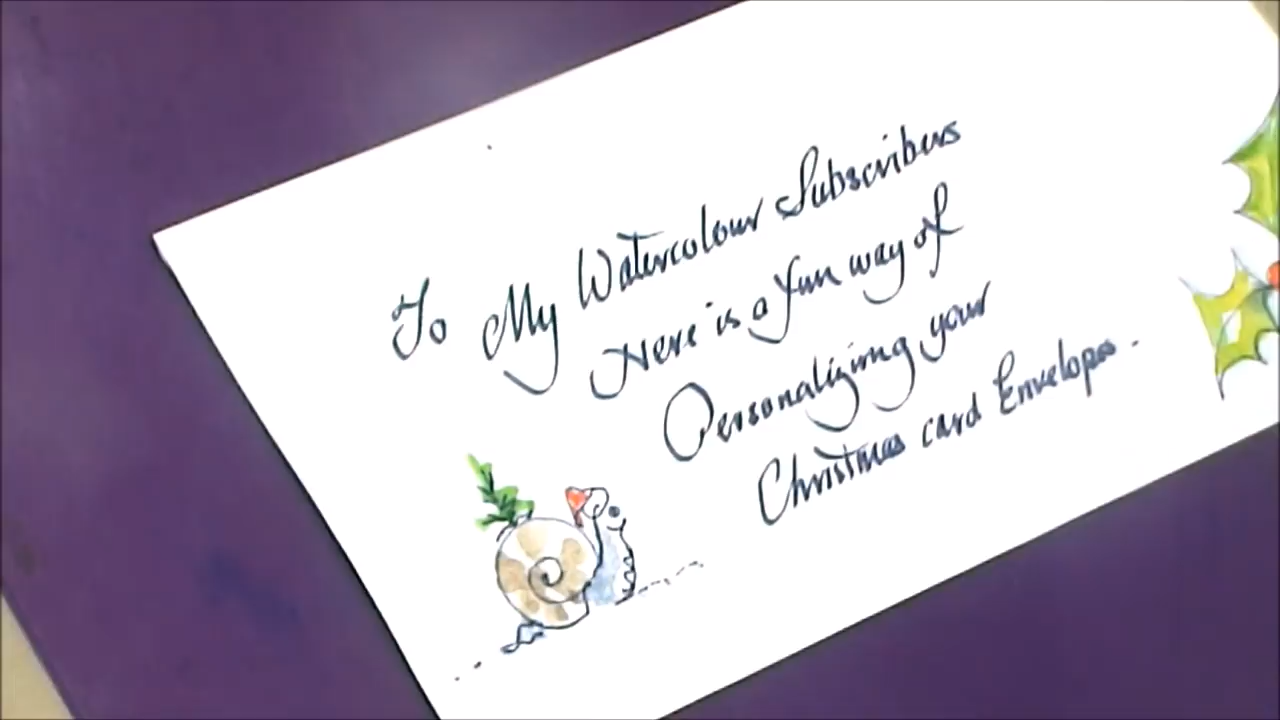 To My Watercolour Subscribers
Here is a fun way of
Personalizing your
Christmas card Envelopes.